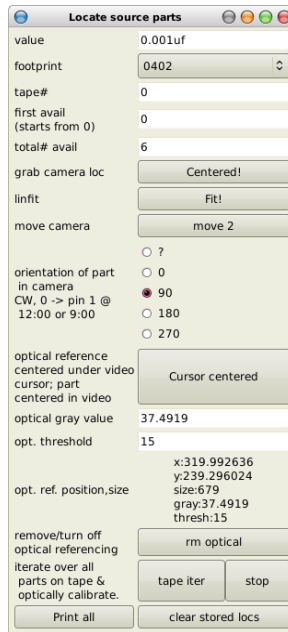 Locate source parts
value 0.001uf
footprint 0402
tape# 0
first avail
(starts from 0) 0
total# avail 6
grab camera loc Centered!
linfit Fit!
move camera move 2
?
orientation of part
in camera
CW, 0 -> pin 1 @
12:00 or 9:00
0
90
180
270
optical reference
centered under video
cursor; part
centered in video
Cursor centered
optical gray value 37.4919
opt. threshold 15
opt. ref. position,size
x:319.992636
y:239.296024
size:679
gray:37.4919
thresh:15
remove/turn off
optical referencing
rm optical
iterate over all
parts on tape &
optically calibrate.
tape iter stop
Print all clear stored locs